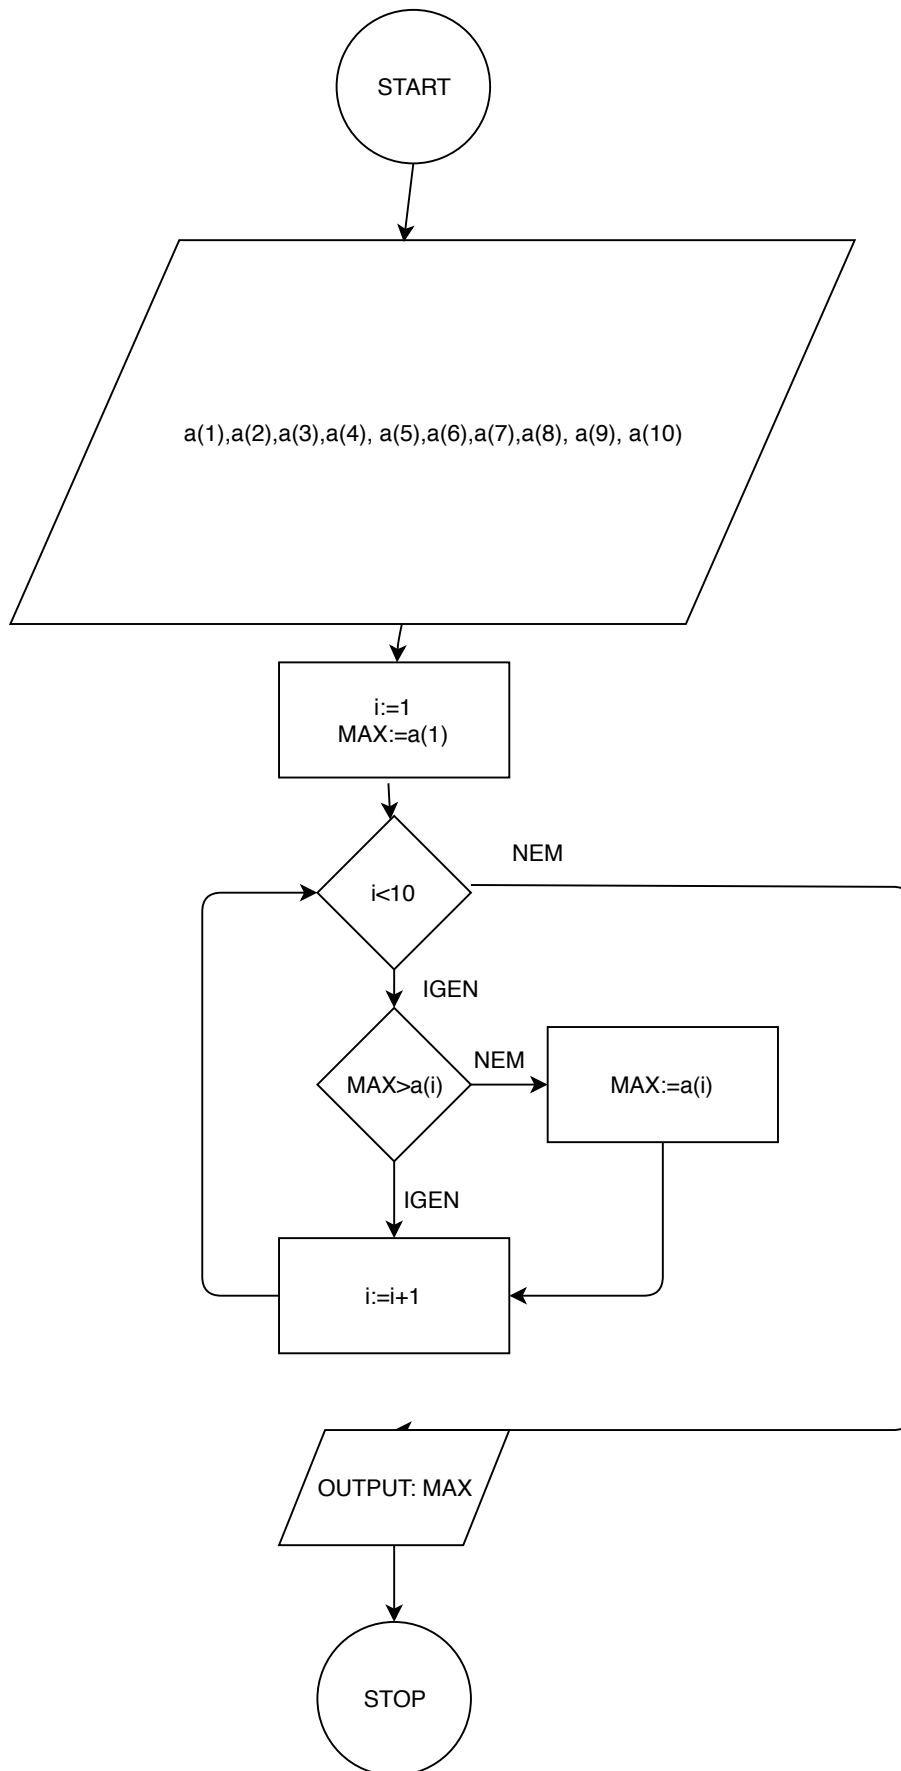 START
a(1),a(2),a(3),a(4), a(5),a(6),a(7),a(8), a(9), a(10)
i:=1
MAX:=a(1)
i<10
NEM
IGEN
MAX>a(i)
NEM
MAX:=a(i)
IGEN
i:=i+1
OUTPUT: MAX
STOP